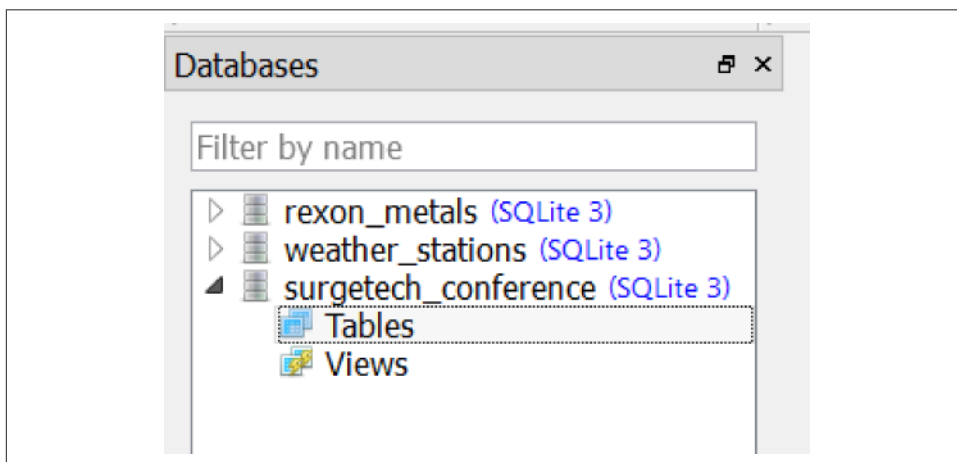 Databases
Filter by name
rexon_metals (SQLite 3)
weather_stations (SQLite 3)
surgetech_conference (SQLite 3)
Tables
Views